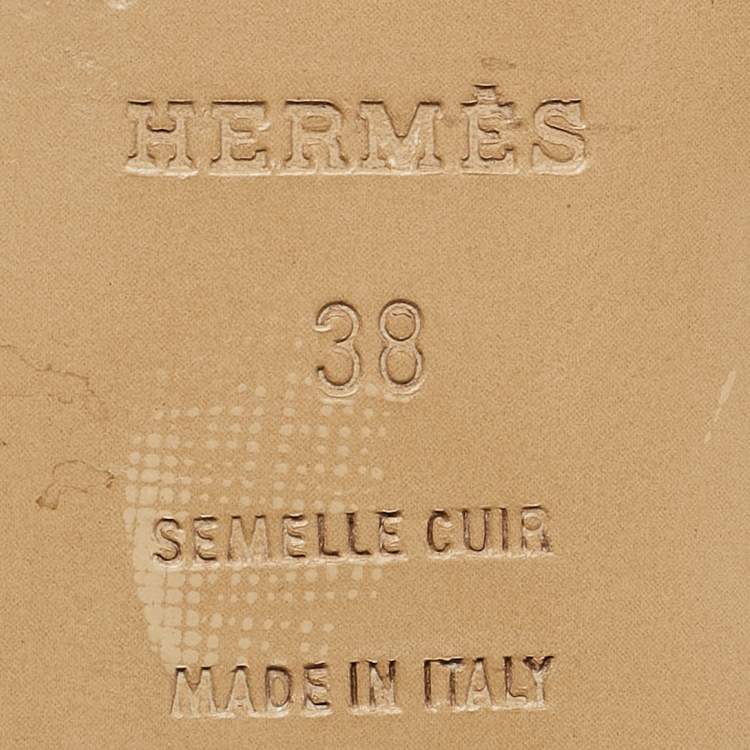 HERMÈS
38
SEMELLE CUIR
MADE IN ITALY